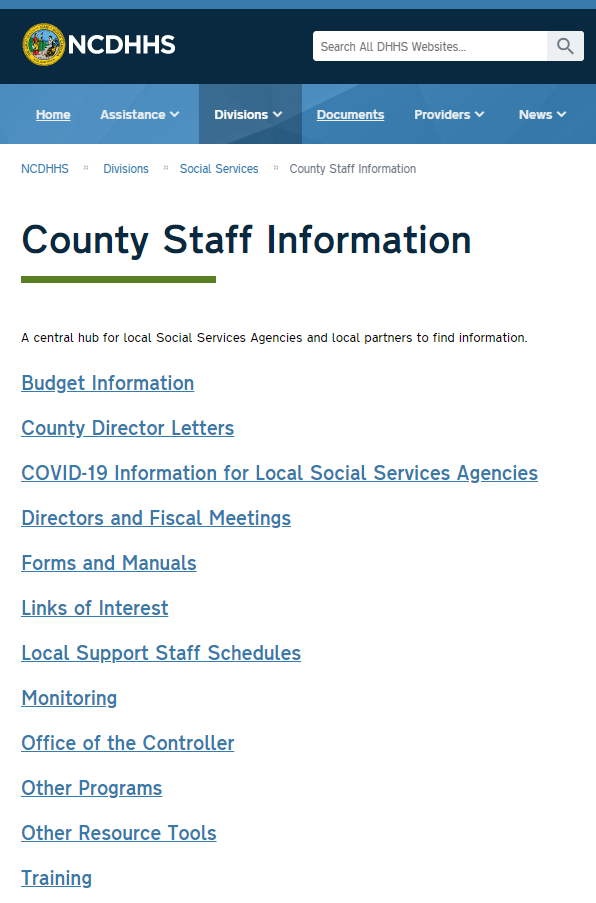 NCDHHS
Search All DHHS Websites...
Home Assistance Divisions Documents Providers News
NCDHHS » Divisions » Social Services » County Staff Information
County Staff Information
A central hub for local Social Services Agencies and local partners to find information.
Budget Information
County Director Letters
COVID-19 Information for Local Social Services Agencies
Directors and Fiscal Meetings
Forms and Manuals
Links of Interest
Local Support Staff Schedules
Monitoring
Office of the Controller
Other Programs
Other Resource Tools
Training